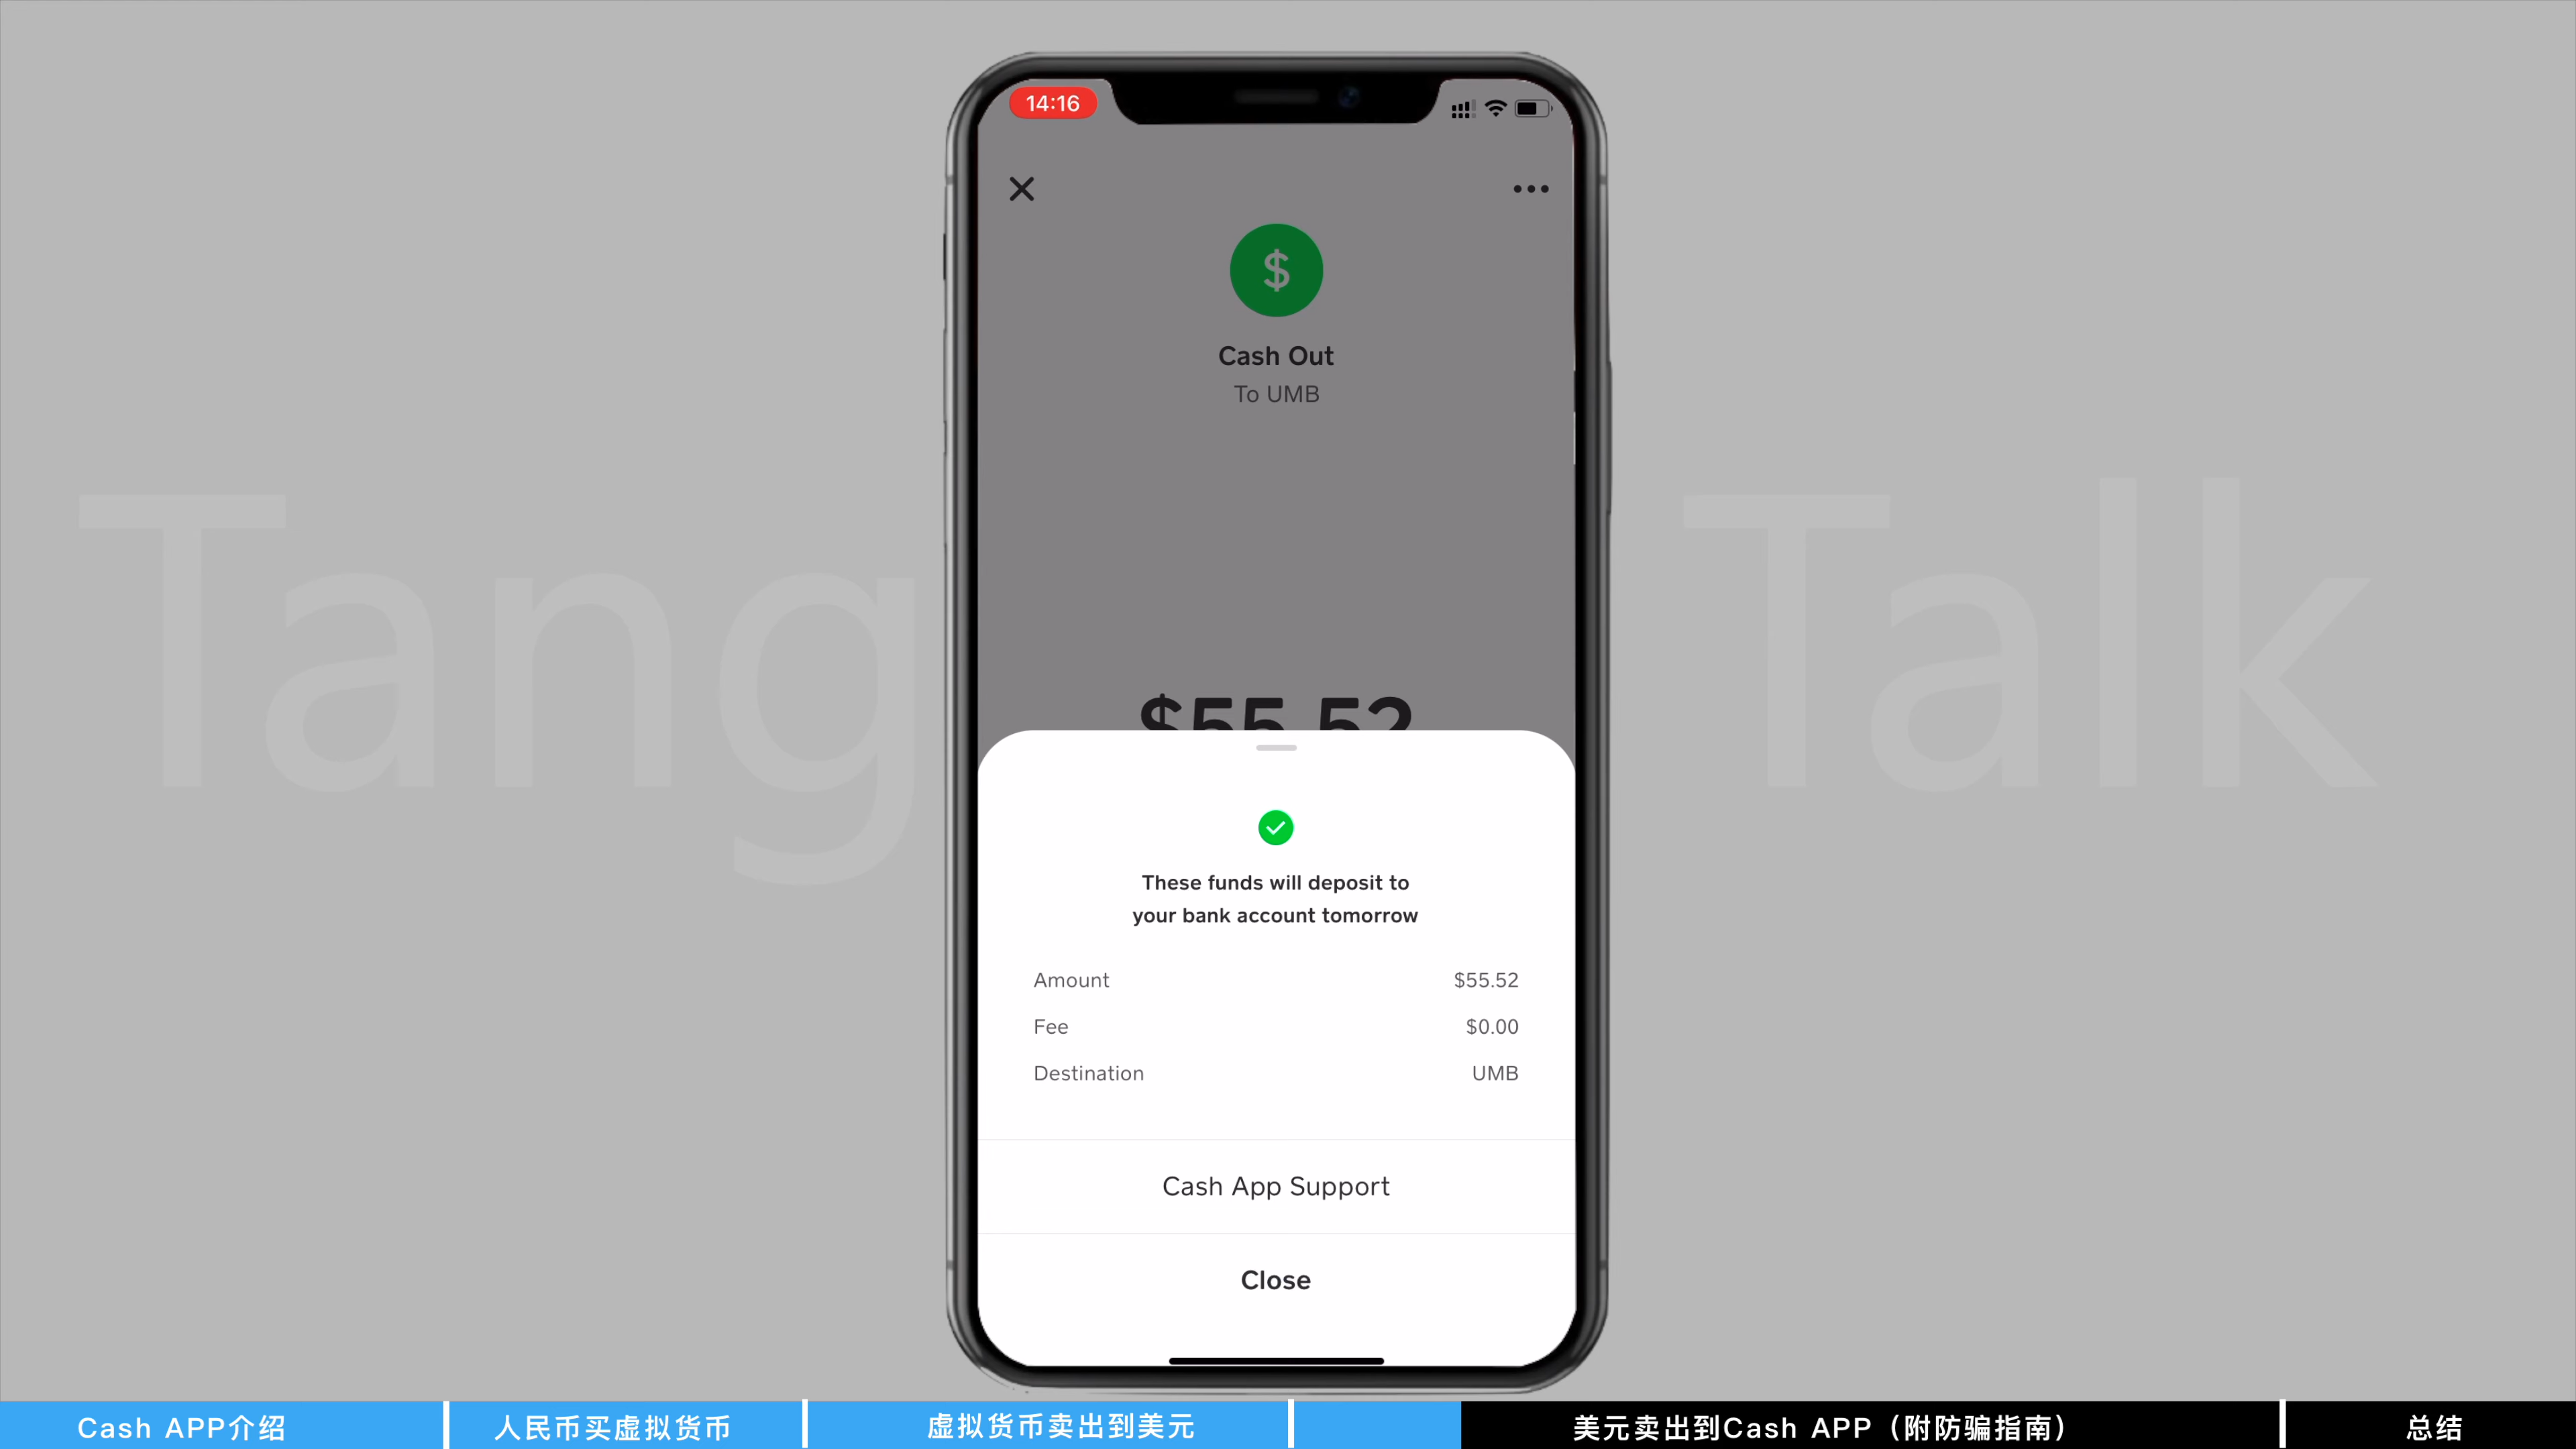 Tang Talk
14:16
$
Cash Out
To UMB
$55.52
These funds will deposit to
your bank account tomorrow
Amount $55.52
Fee $0.00
Destination UMB
Cash App Support
Close
Cash APP介绍
人民币买虚拟货币
虚拟货币卖出到美元
美元卖出到Cash APP（附防骗指南）
总结